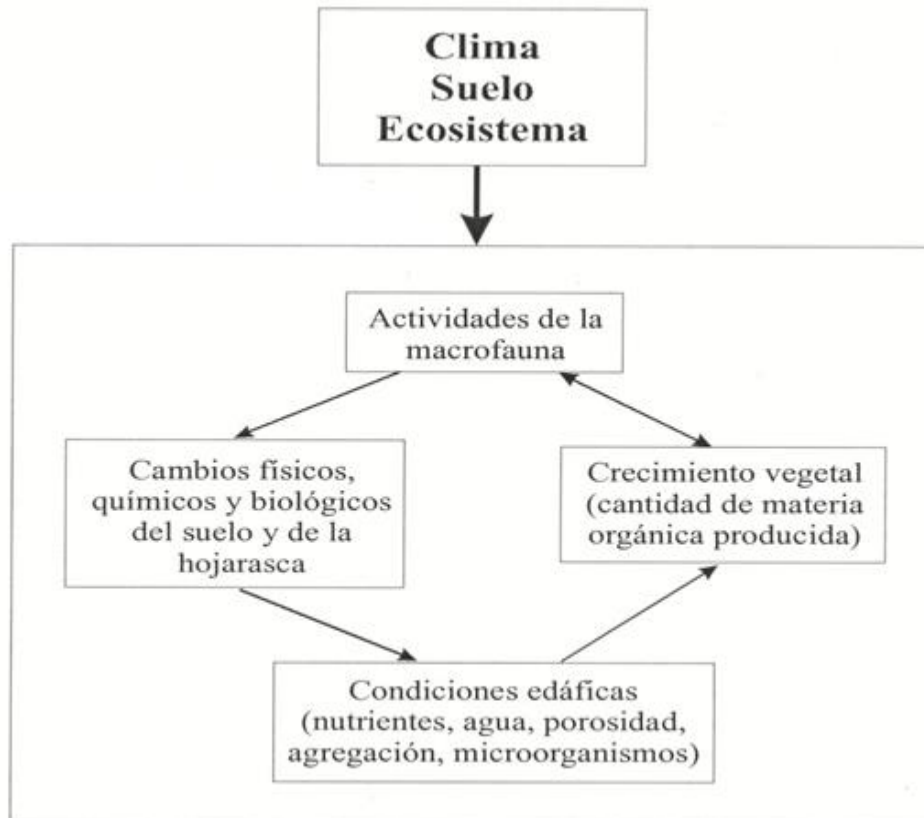 Clima
Suelo
Ecosistema
Actividades de la
macrofauna
Cambios físicos,
químicos y biológicos
del suelo y de la
hojarasca
Crecimiento vegetal
(cantidad de materia
orgánica producida)
Condiciones edáficas
(nutrientes, agua, porosidad,
agregación, microorganismos)